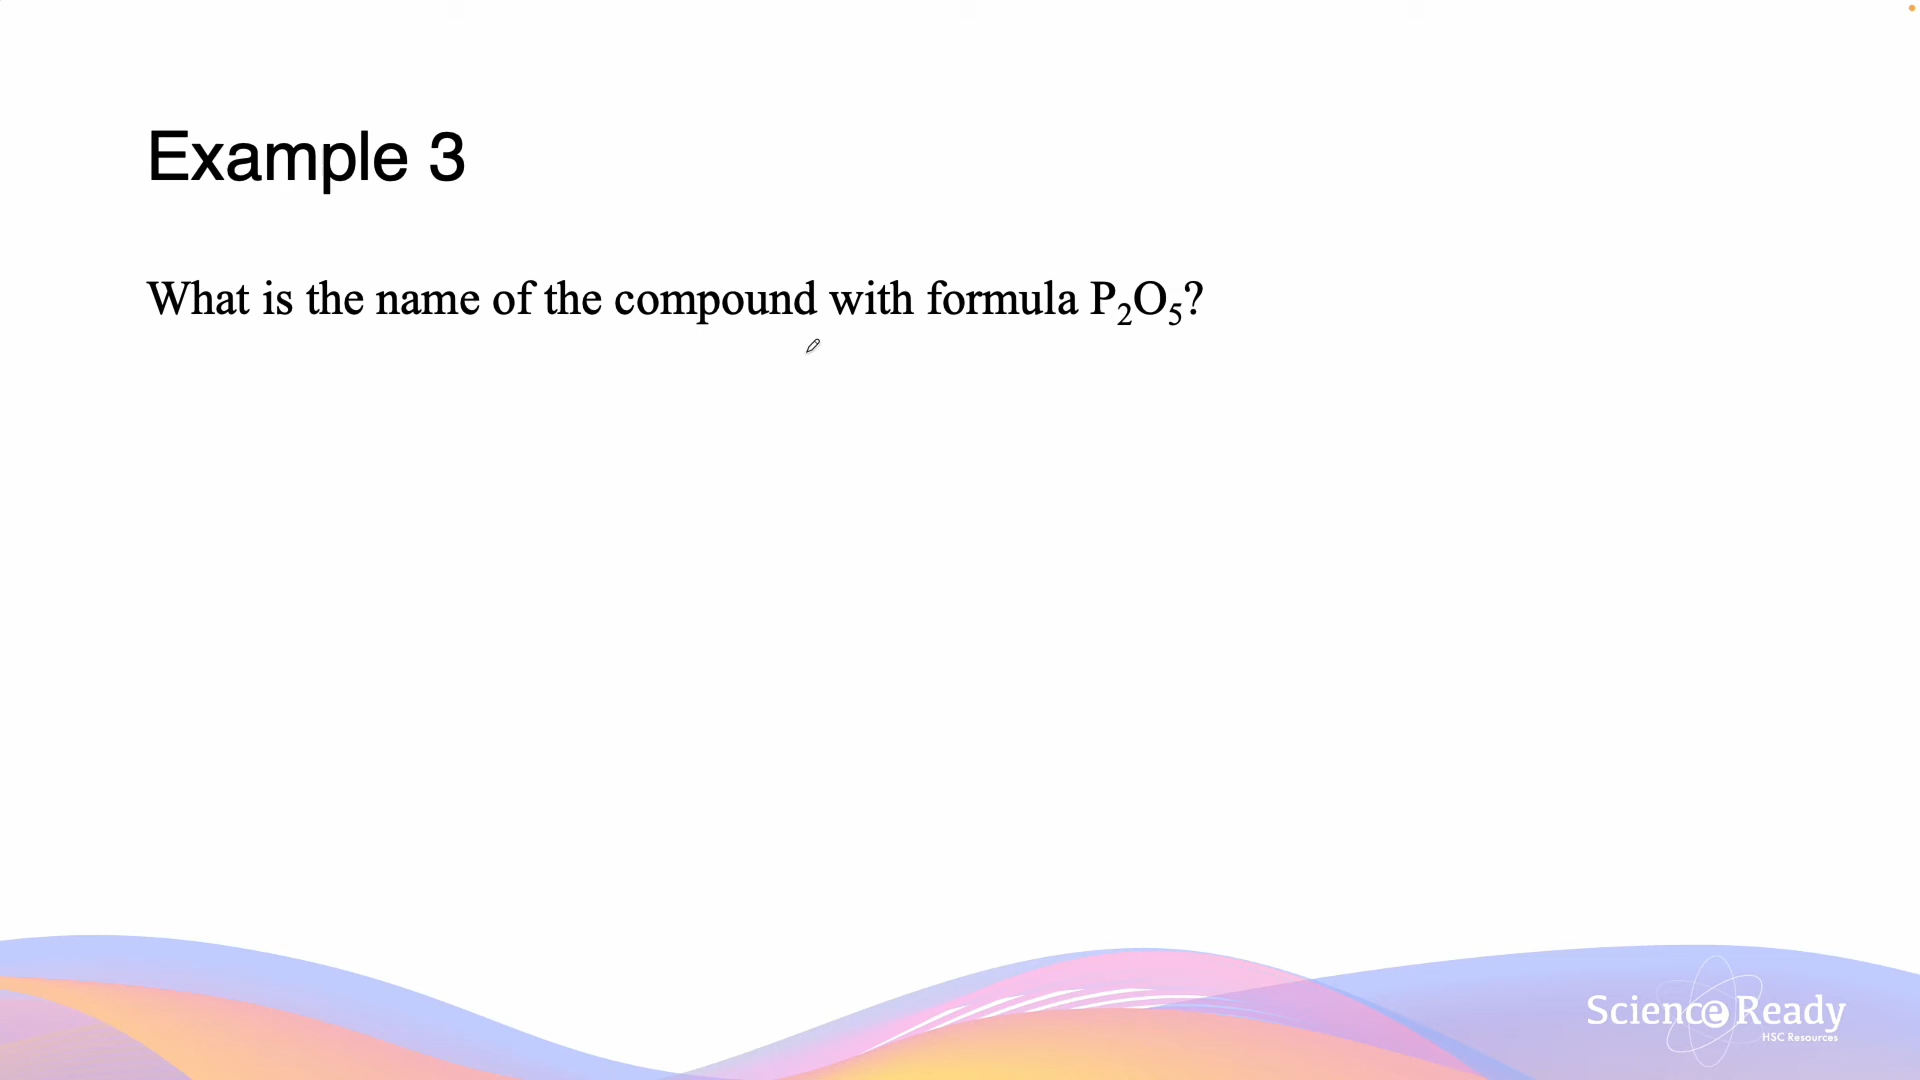 Example 3
What is the name of the compound with formula P₂O₅?
Science Ready
HSC Resources